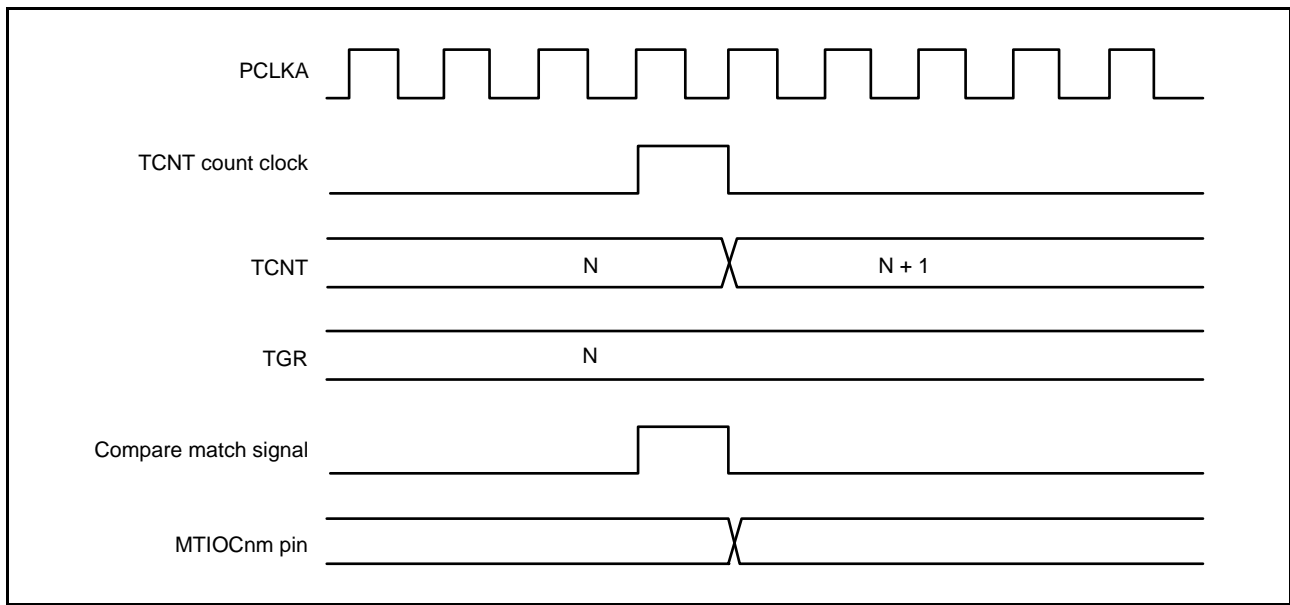 PCLKA
TCNT count clock
TCNT
N
N + 1
TGR
N
Compare match signal
MTIOCnm pin